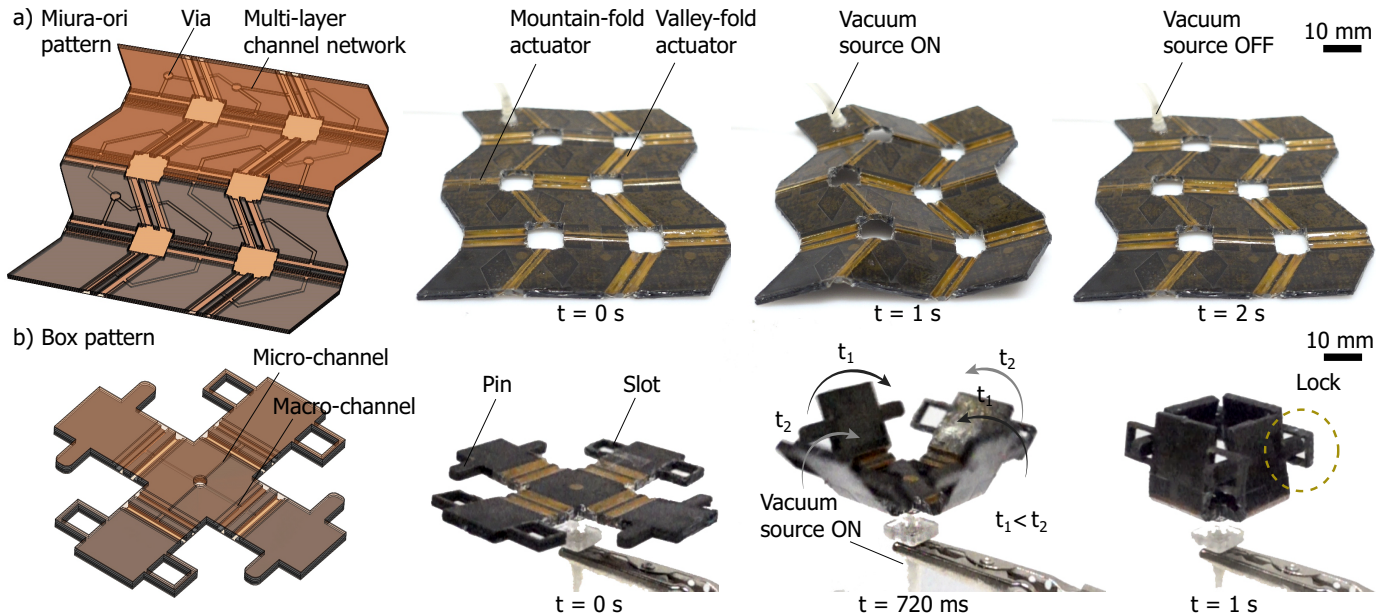 a) Miura-ori
pattern
Via
Multi-layer
channel network
Mountain-fold
actuator
Valley-fold
actuator
Vacuum
source ON
Vacuum
source OFF
10 mm
t = 0 s
t = 1 s
t = 2 s
b) Box pattern
Micro-channel
Macro-channel
Pin
Slot
t1
t2
t2
t1
Vacuum
source ON
t1 < t2
10 mm
Lock
t = 0 s
t = 720 ms
t = 1 s